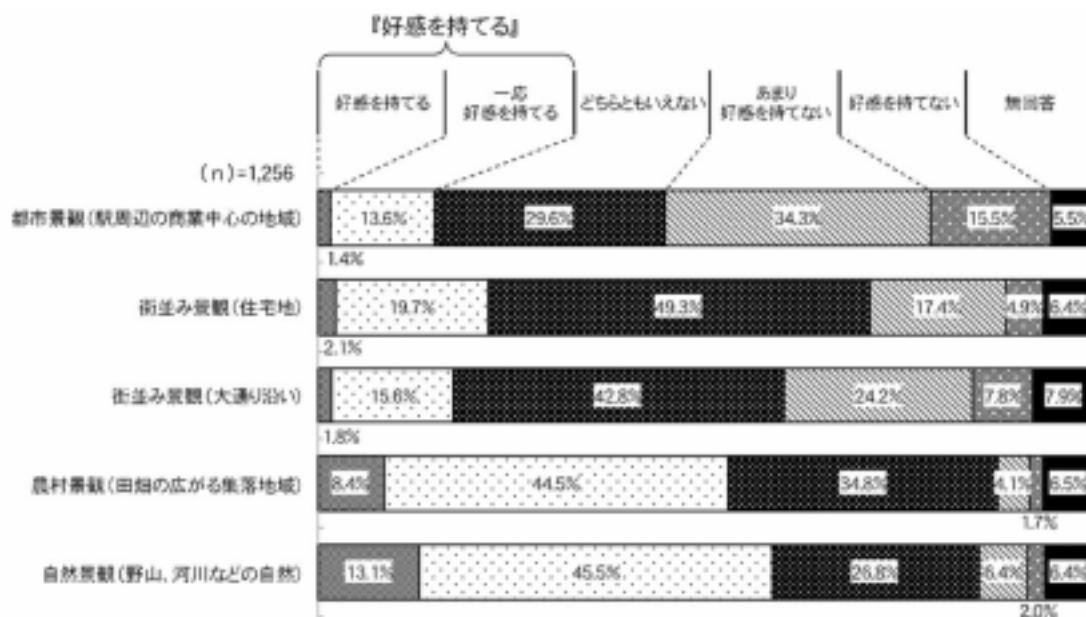 『好感を持てる』
好感を持てる
一応
好感を持てる
どちらともいえない
あまり
好感を持てない
好感を持てない
無回答
(n)=1,256
都市景観(駅周辺の商業中心の地域)
13.6%
29.6%
34.3%
15.5%
5.5%
1.4%
街並み景観(住宅地)
19.7%
49.3%
17.4%
4.9%
6.4%
2.1%
街並み景観(大通り沿い)
15.6%
42.8%
24.2%
7.8%
7.9%
1.8%
農村景観(田畑の広がる集落地域)
8.4%
44.5%
34.8%
4.1%
6.5%
1.7%
自然景観(野山、河川などの自然)
13.1%
45.5%
26.8%
6.4%
6.4%
2.0%